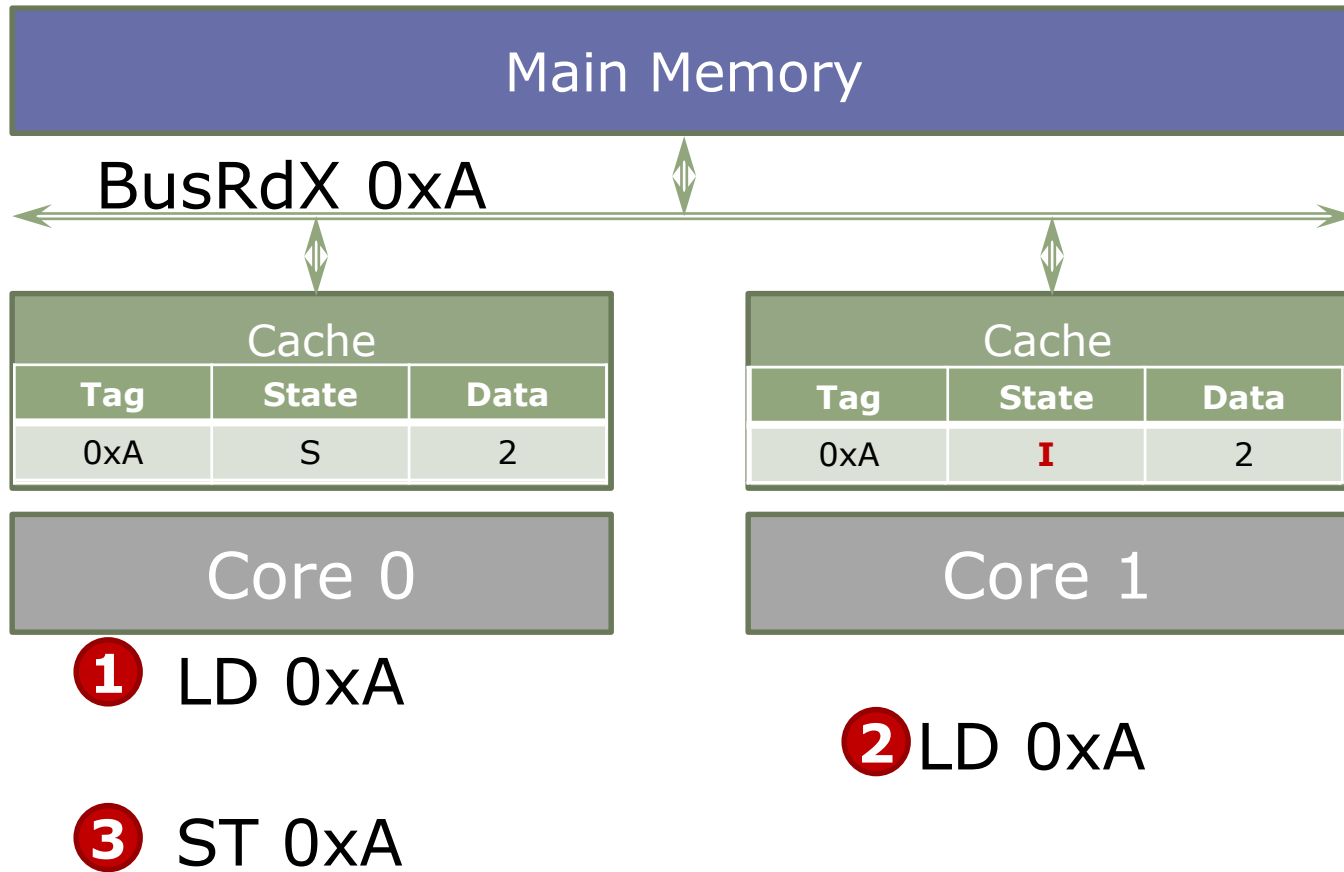 Main Memory
BusRdX 0xA
Cache
Tag State Data
0xA S 2
Cache
Tag State Data
0xA I 2
Core 0
Core 1
1 LD 0xA
2 LD 0xA
3 ST 0xA